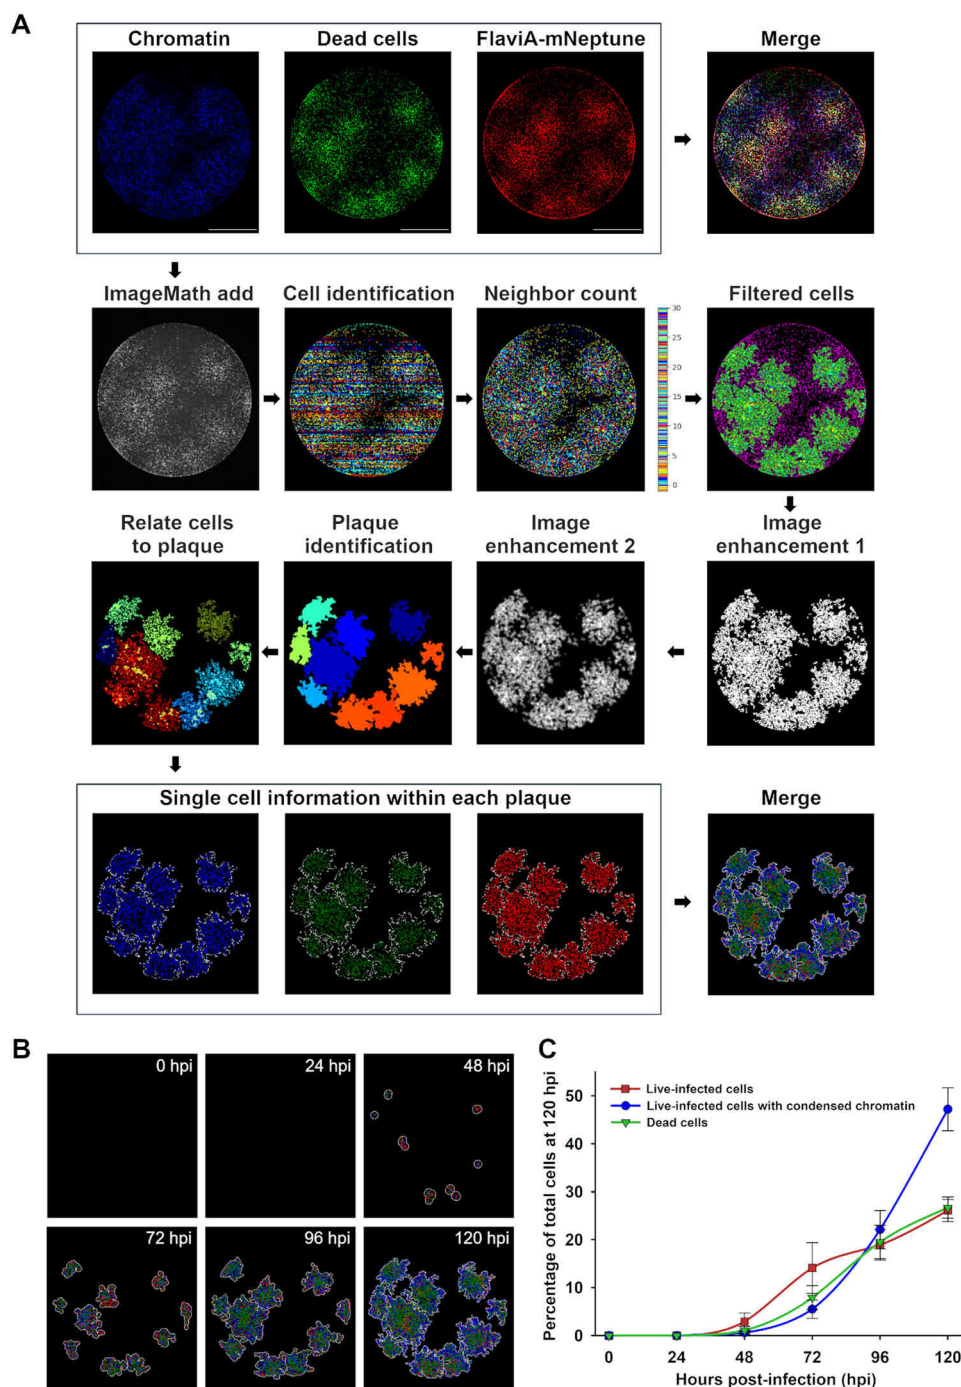 A
Chromatin
Dead cells
FlaviA-mNeptune
Merge
ImageMath add
Cell identification
Neighbor count
Filtered cells
30
25
20
15
10
5
0
Relate cells
to plaque
Plaque
identification
Image
enhancement 2
Image
enhancement 1
Single cell information within each plaque
Merge
B
0 hpi
24 hpi
48 hpi
72 hpi
96 hpi
120 hpi
C
Percentage of total cells at 120 hpi
50
40
30
20
10
0
Live-infected cells
Live-infected cells with condensed chromatin
Dead cells
0 24 48 72 96 120
Hours post-infection (hpi)